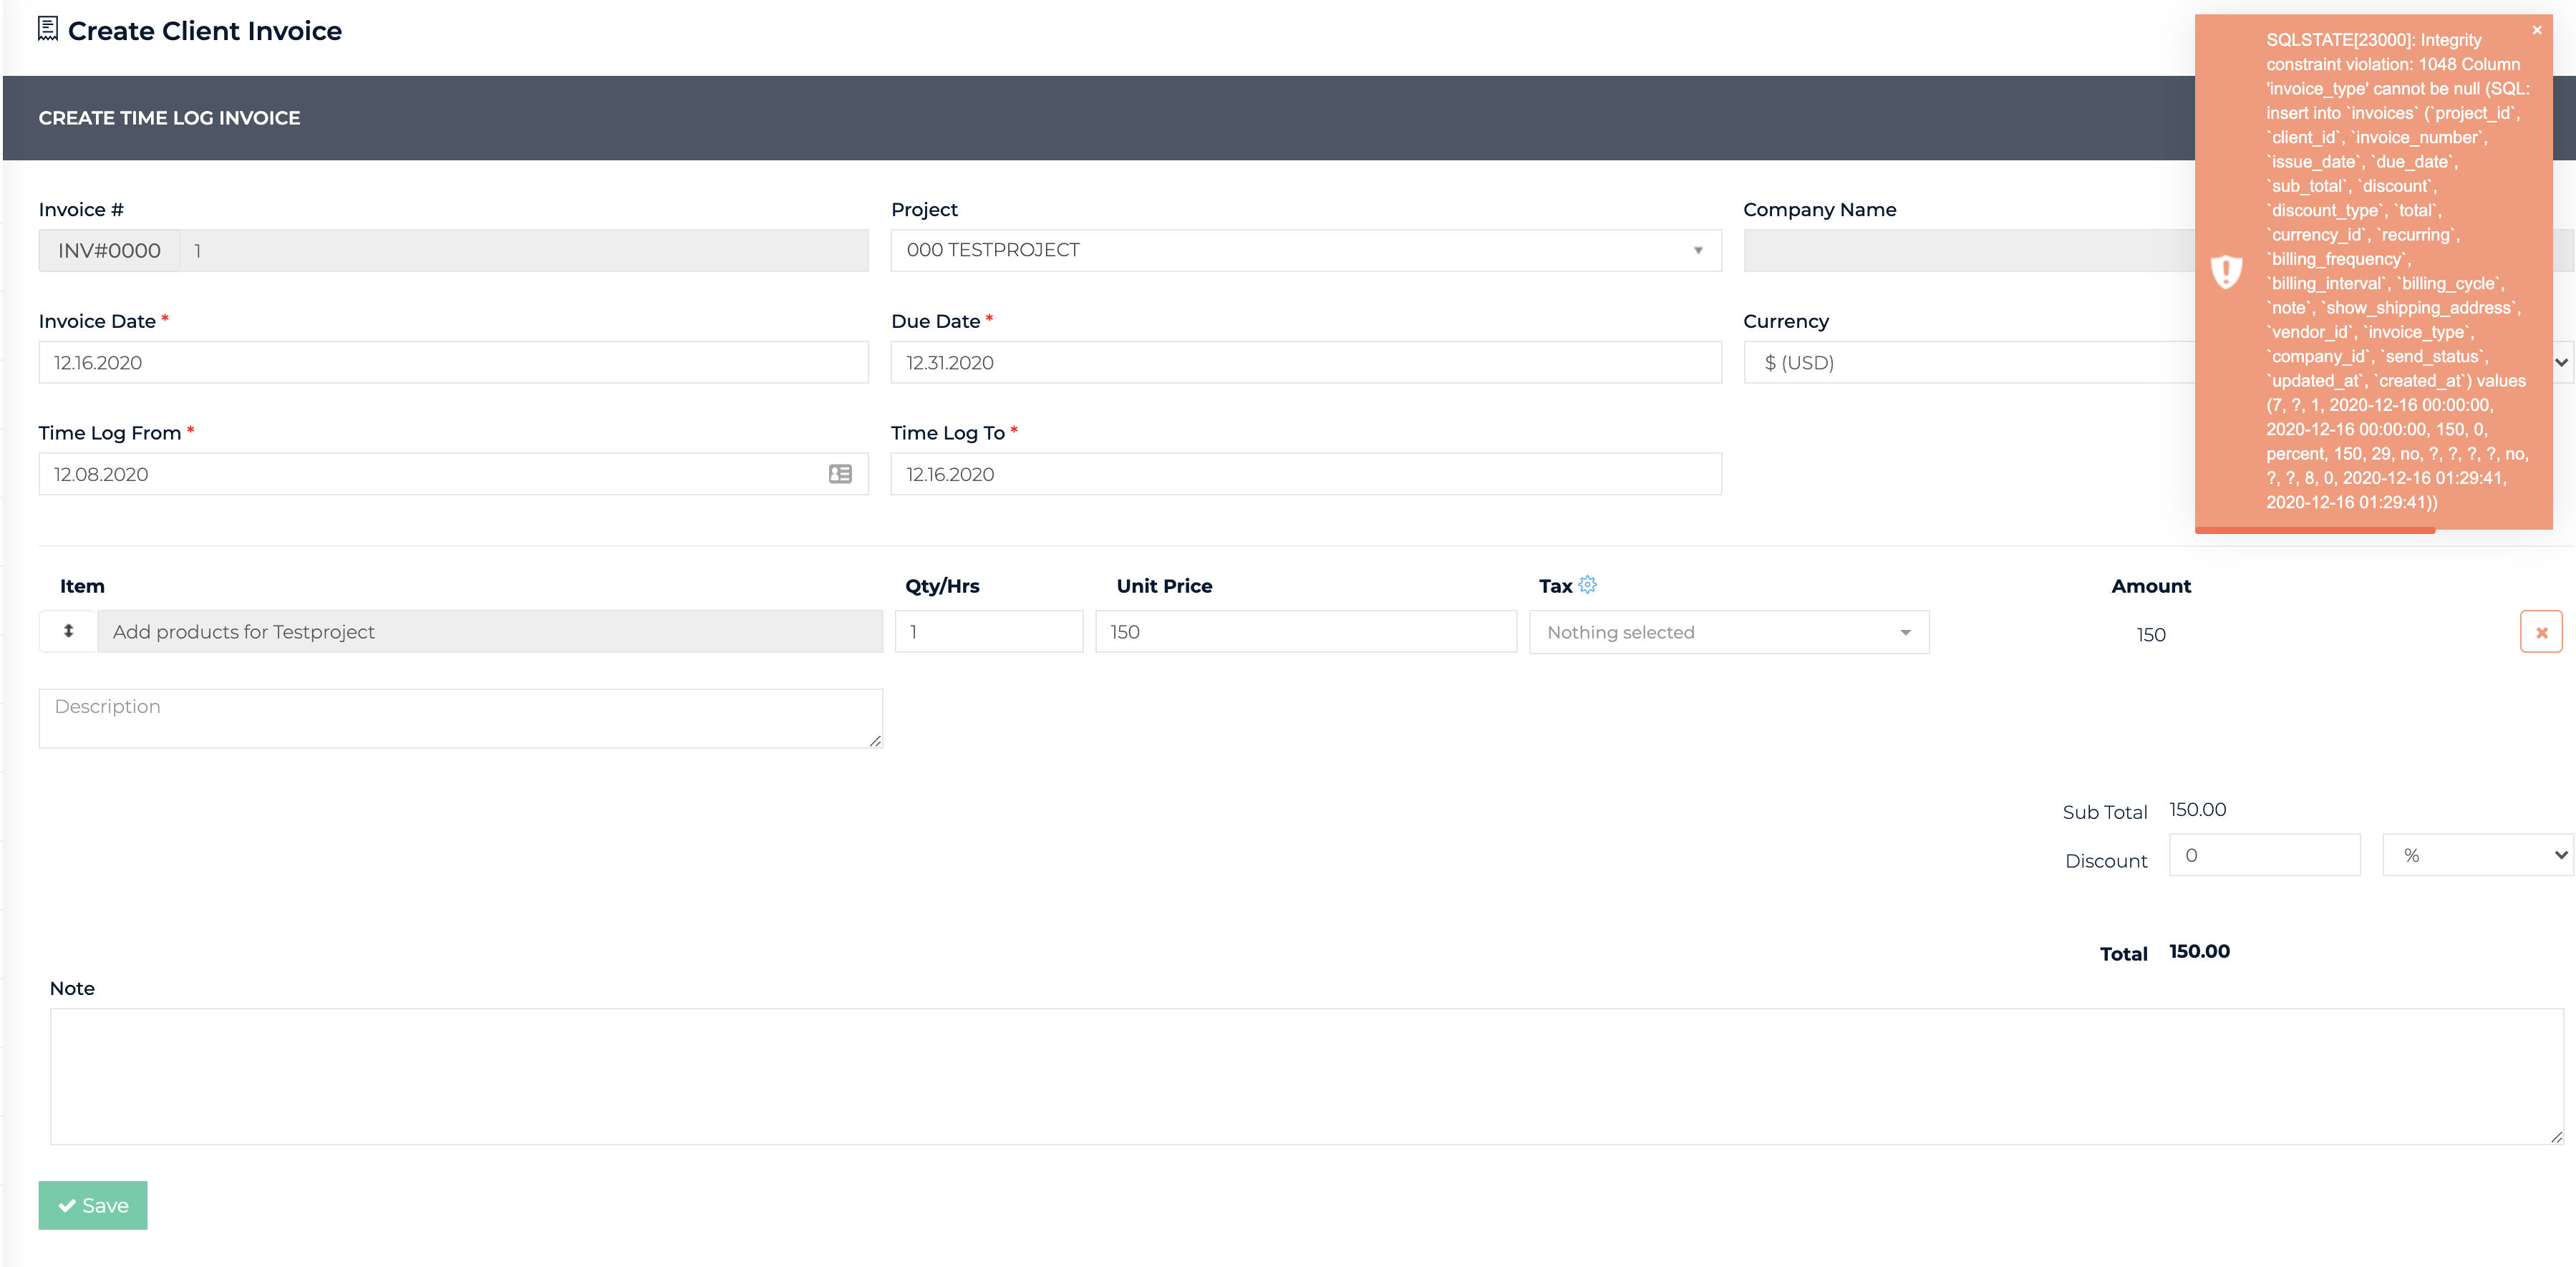 Create Client Invoice
CREATE TIME LOG INVOICE
Invoice #
INV#0000 1
Project
000 TESTPROJECT
Company Name
Invoice Date *
12.16.2020
Due Date *
12.31.2020
Currency
$ (USD)
Time Log From *
12.08.2020
Time Log To *
12.16.2020
×
SQLSTATE[23000]: Integrity
constraint violation: 1048 Column
'invoice_type' cannot be null (SQL:
insert into `invoices` (`project_id`,
`client_id`, `invoice_number`,
`issue_date`, `due_date`,
`sub_total`, `discount`,
`discount_type`, `total`,
`currency_id`, `recurring`,
`billing_frequency`,
`billing_interval`, `billing_cycle`,
`note`, `show_shipping_address`,
`vendor_id`, `invoice_type`,
`company_id`, `send_status`,
`updated_at`, `created_at`) values
(7, ?, 1, 2020-12-16 00:00:00,
2020-12-16 00:00:00, 150, 0,
percent, 150, 29, no, ?, ?, ?, ?, no,
?, ?, 8, 0, 2020-12-16 01:29:41,
2020-12-16 01:29:41))
Item Qty/Hrs Unit Price Tax Amount
Add products for Testproject 1 150 Nothing selected 150
Description
Sub Total 150.00
Discount 0 %
Total 150.00
Note
Save